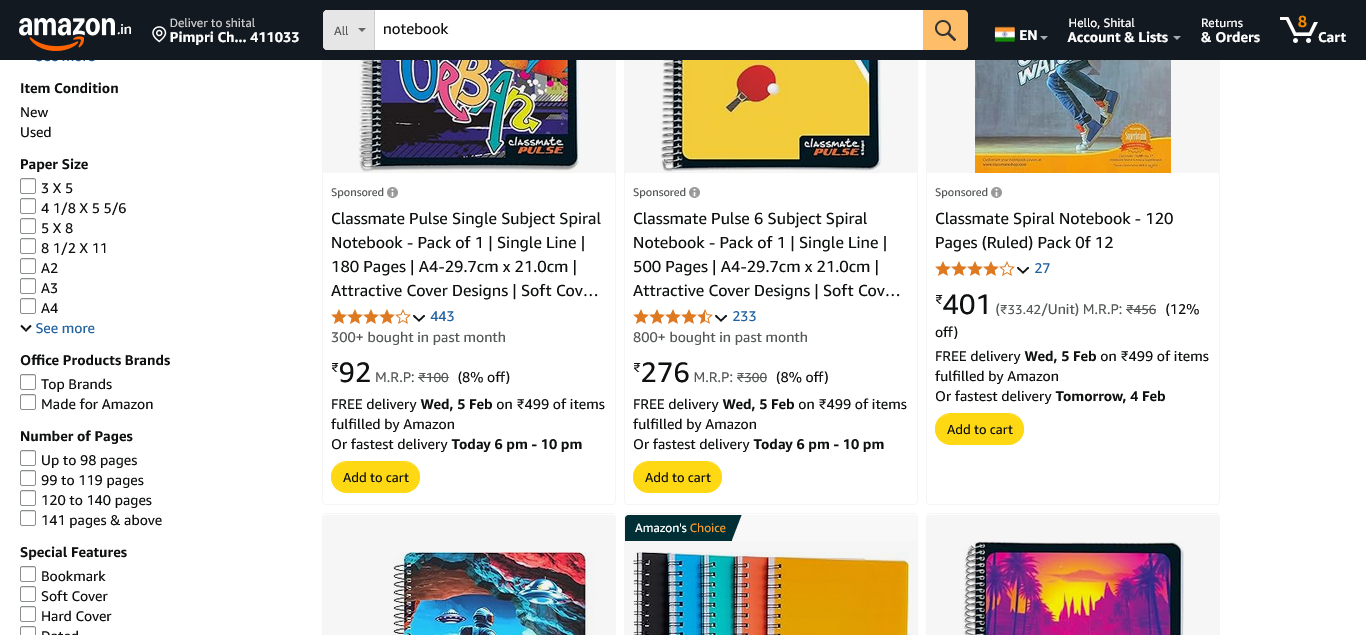 amazon.in
Deliver to shital
Pimpri Ch... 411033
All
notebook
EN
Hello, Shital
Account & Lists
Returns
& Orders
8
Cart
See more
Item Condition
New
Used
Paper Size
3 X 5
4 1/8 X 5 5/6
5 X 8
8 1/2 X 11
A2
A3
A4
See more
Office Products Brands
Top Brands
Made for Amazon
Number of Pages
Up to 98 pages
99 to 119 pages
120 to 140 pages
141 pages & above
Special Features
Bookmark
Soft Cover
Hard Cover
Dated
URBAN
classmate
PULSE
Sponsored
Classmate Pulse Single Subject Spiral
Notebook - Pack of 1 | Single Line |
180 Pages | A4-29.7cm x 21.0cm |
Attractive Cover Designs | Soft Cov...
443
300+ bought in past month
₹92 M.R.P: ₹100 (8% off)
FREE delivery Wed, 5 Feb on ₹499 of items
fulfilled by Amazon
Or fastest delivery Today 6 pm - 10 pm
Add to cart
classmate
PULSE
Sponsored
Classmate Pulse 6 Subject Spiral
Notebook - Pack of 1 | Single Line |
500 Pages | A4-29.7cm x 21.0cm |
Attractive Cover Designs | Soft Cov...
233
800+ bought in past month
₹276 M.R.P: ₹300 (8% off)
FREE delivery Wed, 5 Feb on ₹499 of items
fulfilled by Amazon
Or fastest delivery Today 6 pm - 10 pm
Add to cart
Sponsored
Classmate Spiral Notebook - 120
Pages (Ruled) Pack 0f 12
27
₹401 (₹33.42/Unit) M.R.P: ₹456 (12%
off)
FREE delivery Wed, 5 Feb on ₹499 of items
fulfilled by Amazon
Or fastest delivery Tomorrow, 4 Feb
Add to cart
Amazon's Choice